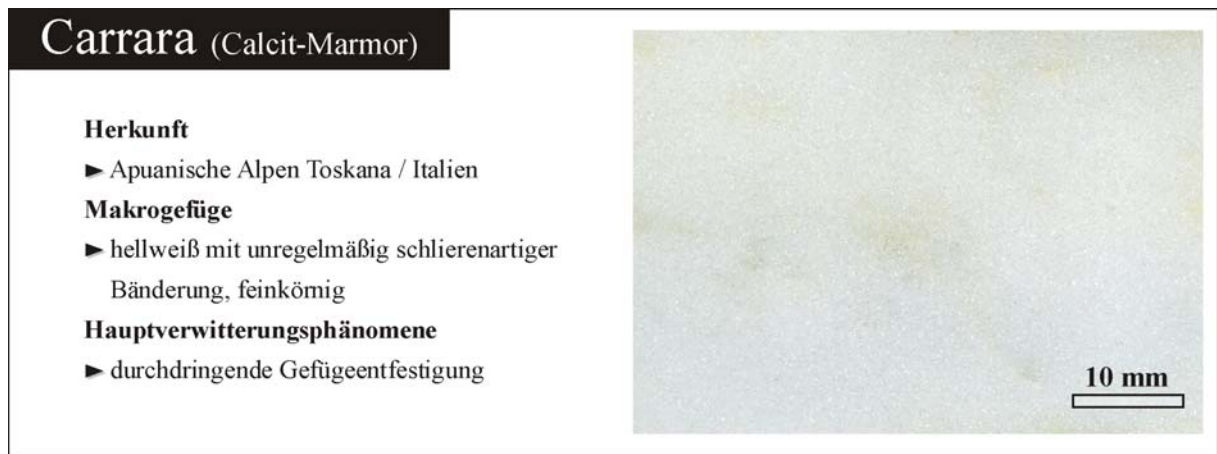 Carrara (Calcit-Marmor)
Herkunft
► Apuanische Alpen Toskana / Italien
Makrogefüge
► hellweiß mit unregelmäßig schlierenartiger
Bänderung, feinkörnig
Hauptverwitterungsphänomene
► durchdringende Gefügeentfestigung
10 mm